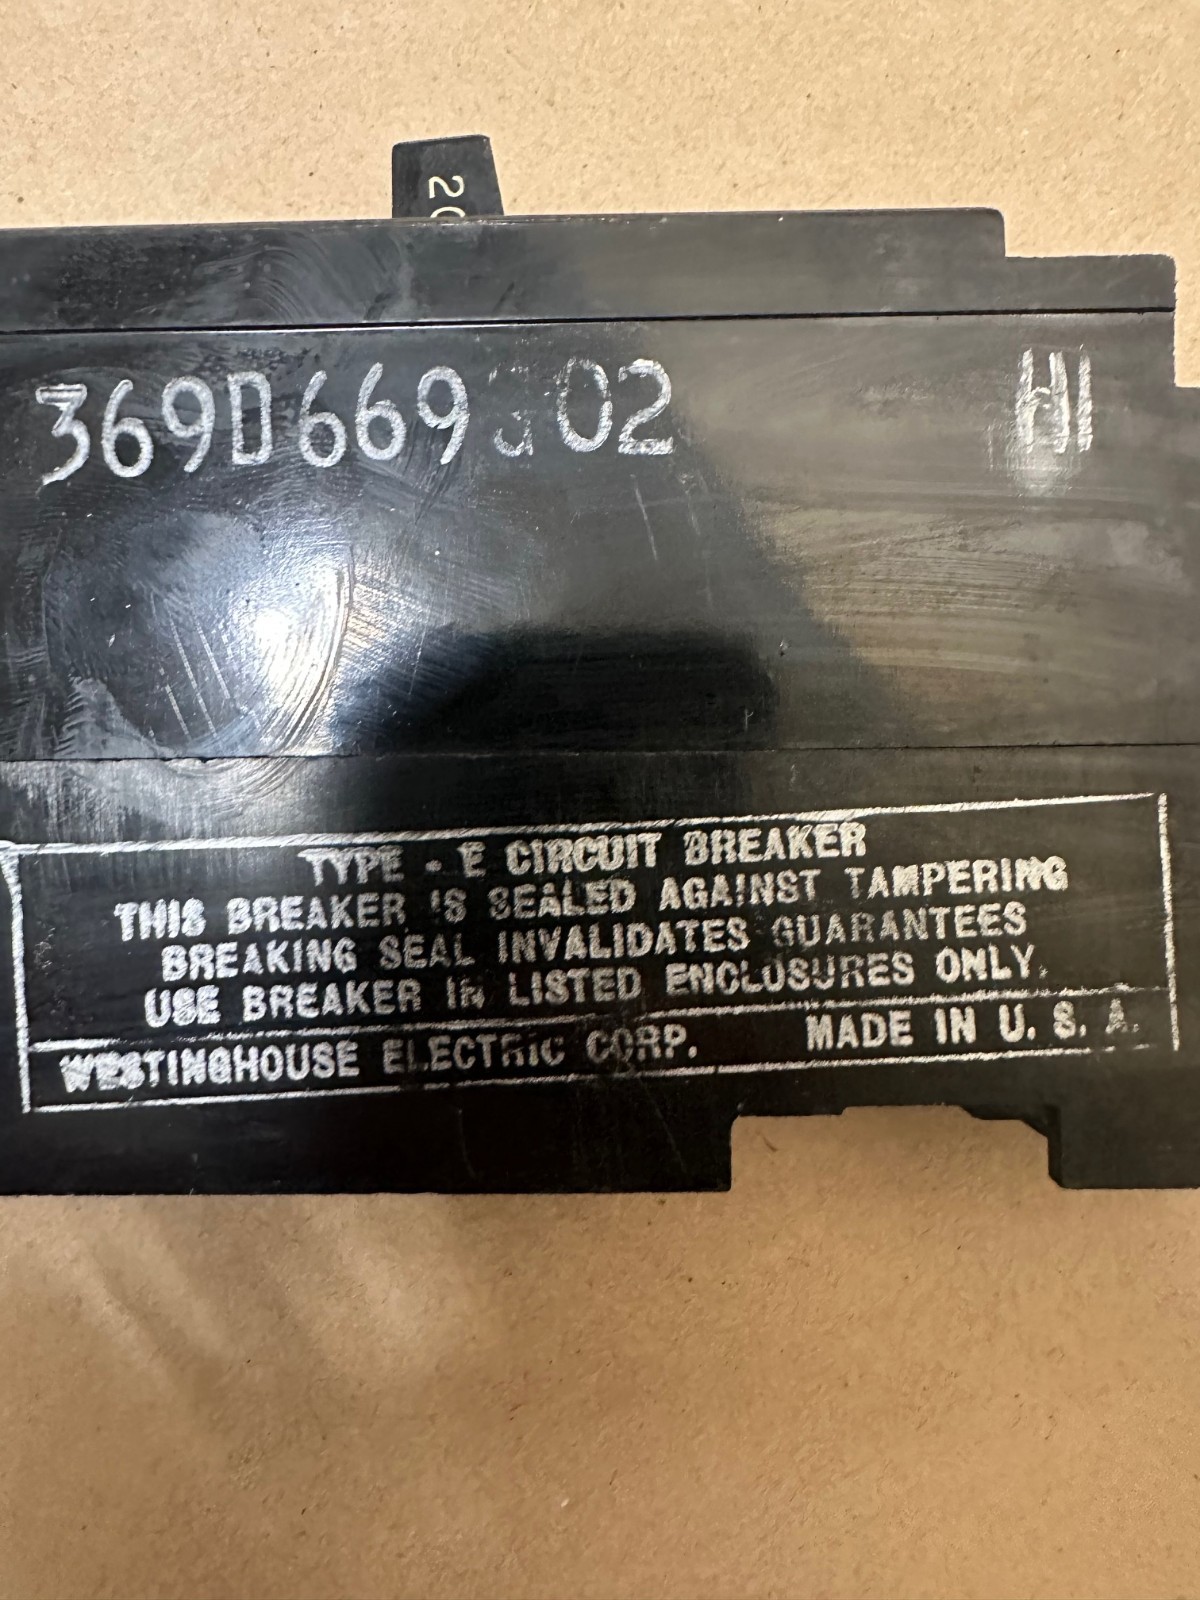 20
369D669G02 HI
TYPE - E CIRCUIT BREAKER
THIS BREAKER IS SEALED AGAINST TAMPERING
BREAKING SEAL INVALIDATES GUARANTEES
USE BREAKER IN LISTED ENCLOSURES ONLY.
WESTINGHOUSE ELECTRIC CORP. MADE IN U. S. A.